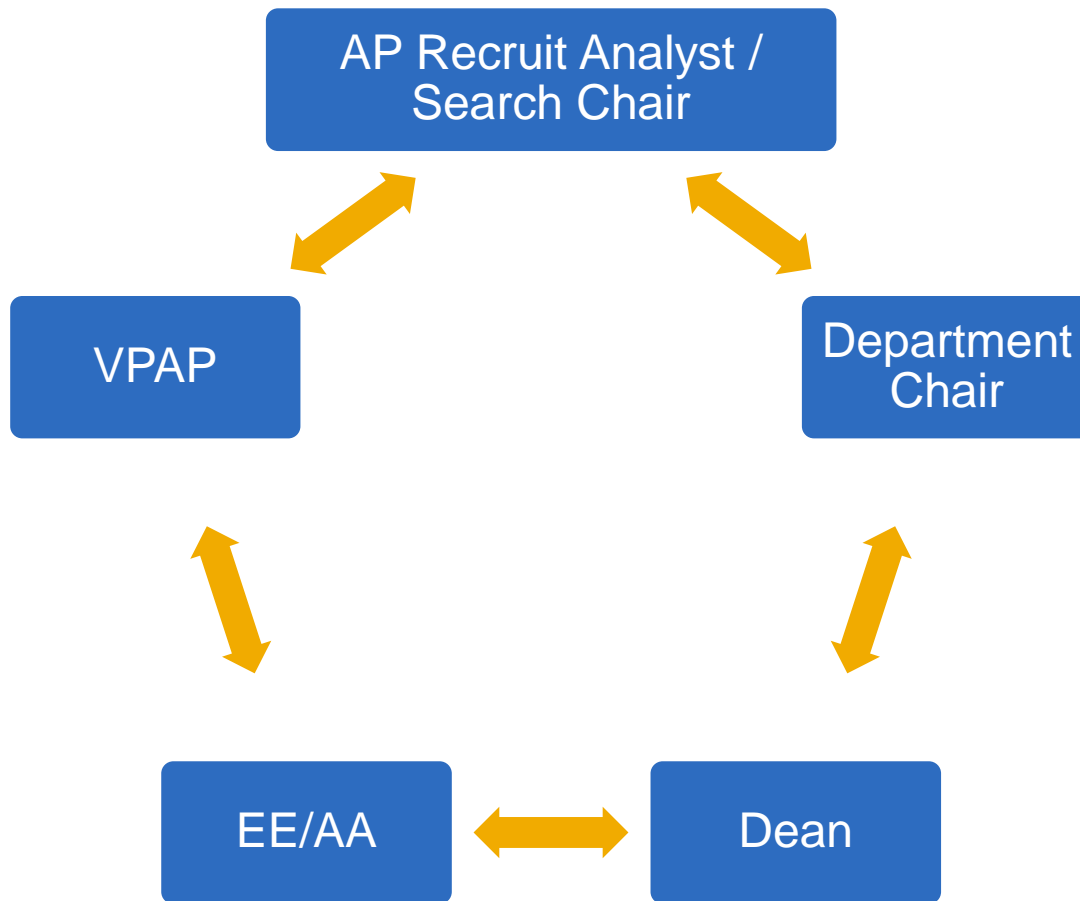 AP Recruit Analyst /
Search Chair
VPAP
Department
Chair
EE/AA
Dean